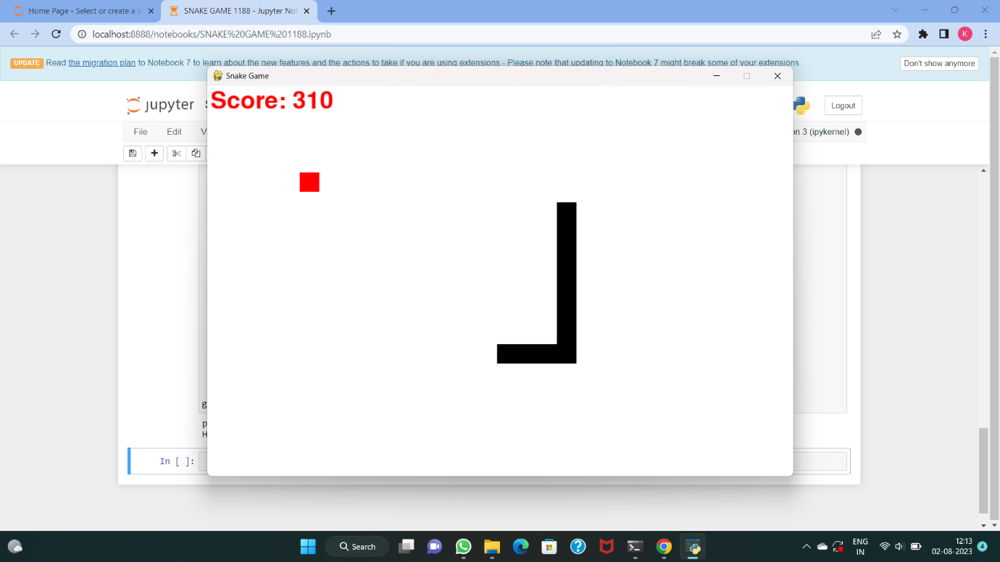 Home Page - Select or create a n
SNAKE GAME 1188 - Jupyter Not
localhost:8888/notebooks/SNAKE%20GAME%201188.ipynb
K
UPDATE Read the migration plan to Notebook 7 to learn about the new features and the actions to take if you are using extensions - Please note that updating to Notebook 7 might break some of your extensions.
Don't show anymore
Snake Game
Score: 310
jupyter S
Logout
File Edit V
on 3 (ipykernel)
g
p
H
In [ ]:
Search
ENG
IN
12:13
02-08-2023
4